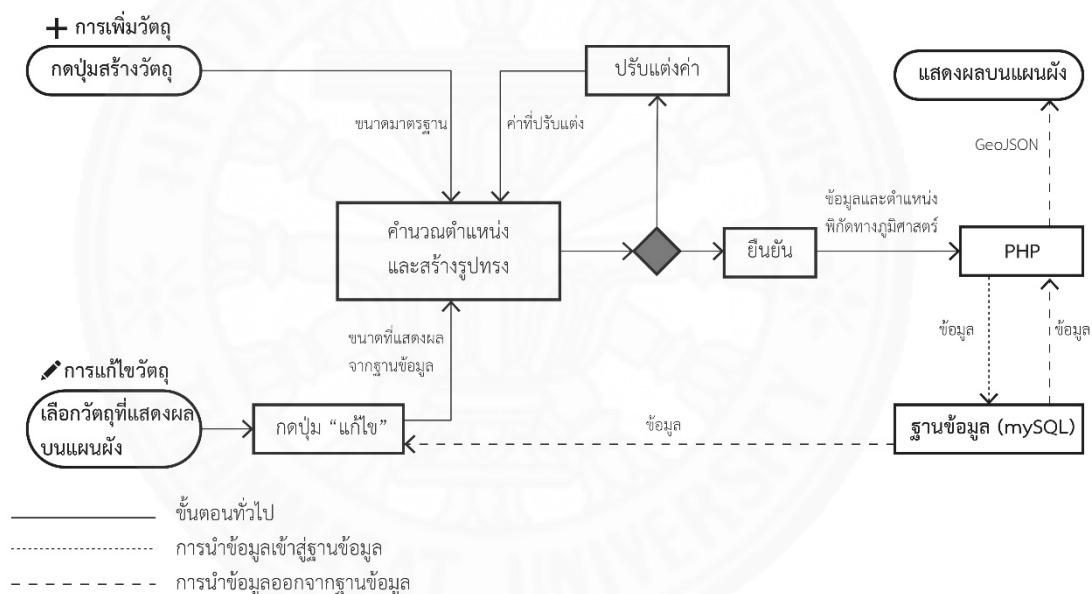 การเพิ่มวัตถุ
กดปุ่มสร้างวัตถุ
ปรับแต่งค่า
แสดงผลบนแผนผัง
ขนาดมาตรฐาน
ค่าที่ปรับแต่ง
GeoJSON
คำนวณตำแหน่ง
และสร้างรูปทรง
ยืนยัน
ข้อมูลและตำแหน่ง
พิกัดทางภูมิศาสตร์
PHP
ขนาดที่แสดงผล
จากฐานข้อมูล
ข้อมูล
ข้อมูล
การแก้ไขวัตถุ
เลือกวัตถุที่แสดงผล
บนแผนผัง
กดปุ่ม “แก้ไข”
ข้อมูล
ฐานข้อมูล (mySQL)
ขั้นตอนทั่วไป
การนำข้อมูลเข้าสู่ฐานข้อมูล
การนำข้อมูลออกจากฐานข้อมูล